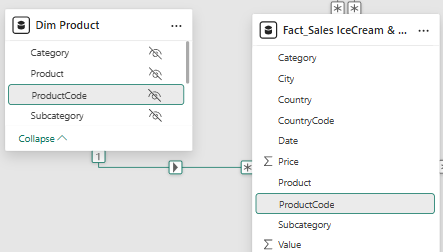 Dim Product
Category
Product
ProductCode
Subcategory
Collapse
1
*
*
*
Fact_Sales IceCream & ...
Category
City
Country
CountryCode
Date
Σ Price
Product
ProductCode
Subcategory
Σ Value